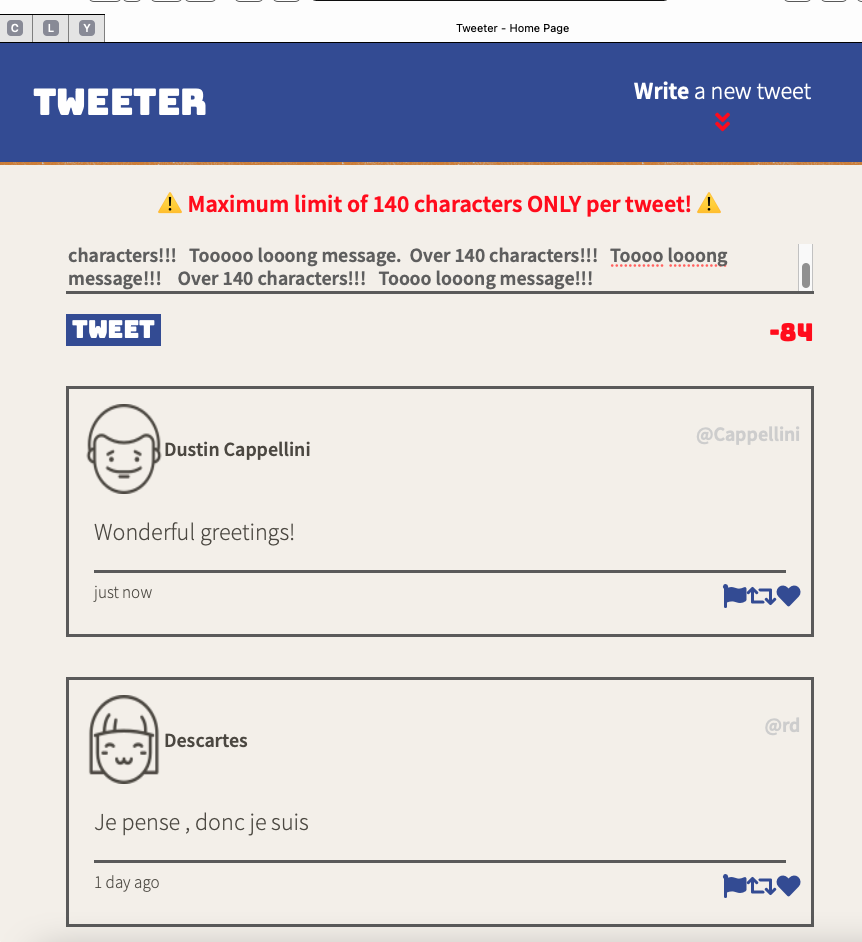 C L Y
Tweeter - Home Page
TWEETER
Write a new tweet
⚠️ Maximum limit of 140 characters ONLY per tweet! ⚠️
characters!!! Tooooo looong message. Over 140 characters!!! Toooo looong
message!!! Over 140 characters!!! Toooo looong message!!!
TWEET
-84
Dustin Cappellini
@Cappellini
Wonderful greetings!
just now
Descartes
@rd
Je pense , donc je suis
1 day ago